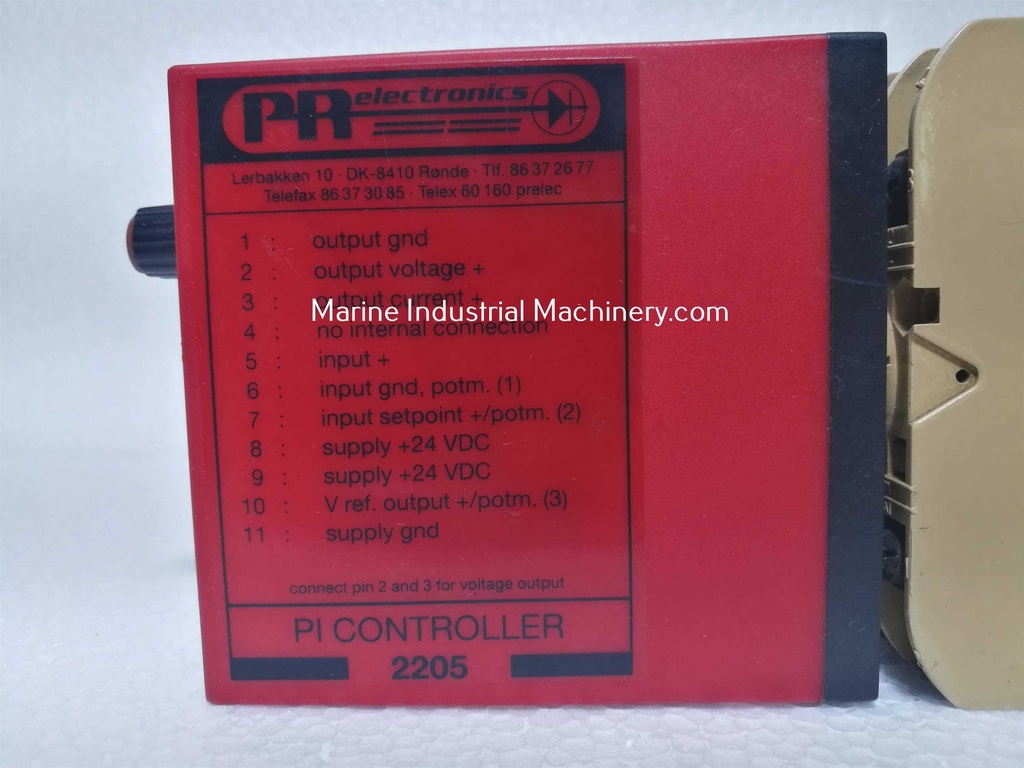 PR electronics
Lerbakken 10 · DK-8410 Rønde · Tlf. 86 37 26 77
Telefax 86 37 30 85 · Telex 60 160 prelec
1 : output gnd
2 : output voltage +
3 : output current +
Marine Industrial Machinery.com
4 : no internal connection
5 : input +
6 : input gnd, potm. (1)
7 : input setpoint +/potm. (2)
8 : supply +24 VDC
9 : supply +24 VDC
10 : V ref. output +/potm. (3)
11 : supply gnd
connect pin 2 and 3 for voltage output
PI CONTROLLER
2205